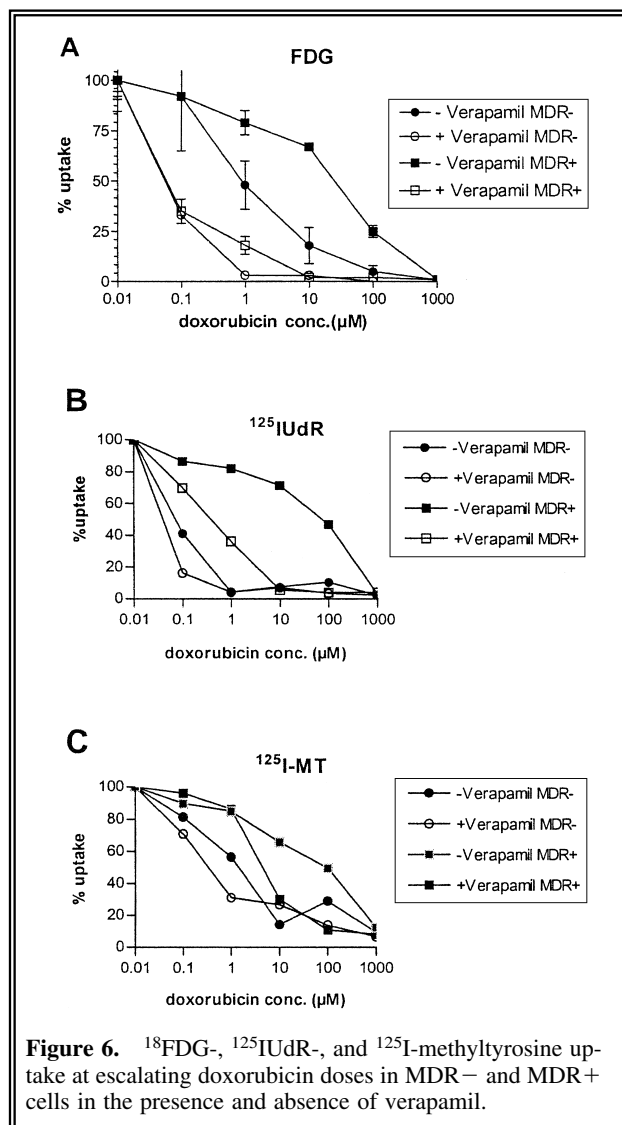 A
FDG
100
75
50
25
0
% uptake
0.01 0.1 1 10 100 1000
doxorubicin conc.(µM)
- Verapamil MDR-
+ Verapamil MDR-
- Verapamil MDR+
+ Verapamil MDR+
B
¹²⁵IUdR
100
80
60
40
20
0
%uptake
0.01 0.1 1 10 100 1000
doxorubicin conc. (µM)
-Verapamil MDR-
+Verapamil MDR-
-Verapamil MDR+
+Verapamil MDR+
C
¹²⁵I-MT
100
80
60
40
20
0
% uptake
0.01 0.1 1 10 100 1000
doxorubicin conc. (µM)
-Verapamil MDR-
+Verapamil MDR-
-Verapamil MDR+
+Verapamil MDR+
Figure 6. ¹⁸FDG-, ¹²⁵IUdR-, and ¹²⁵I-methyltyrosine up-
take at escalating doxorubicin doses in MDR− and MDR+
cells in the presence and absence of verapamil.